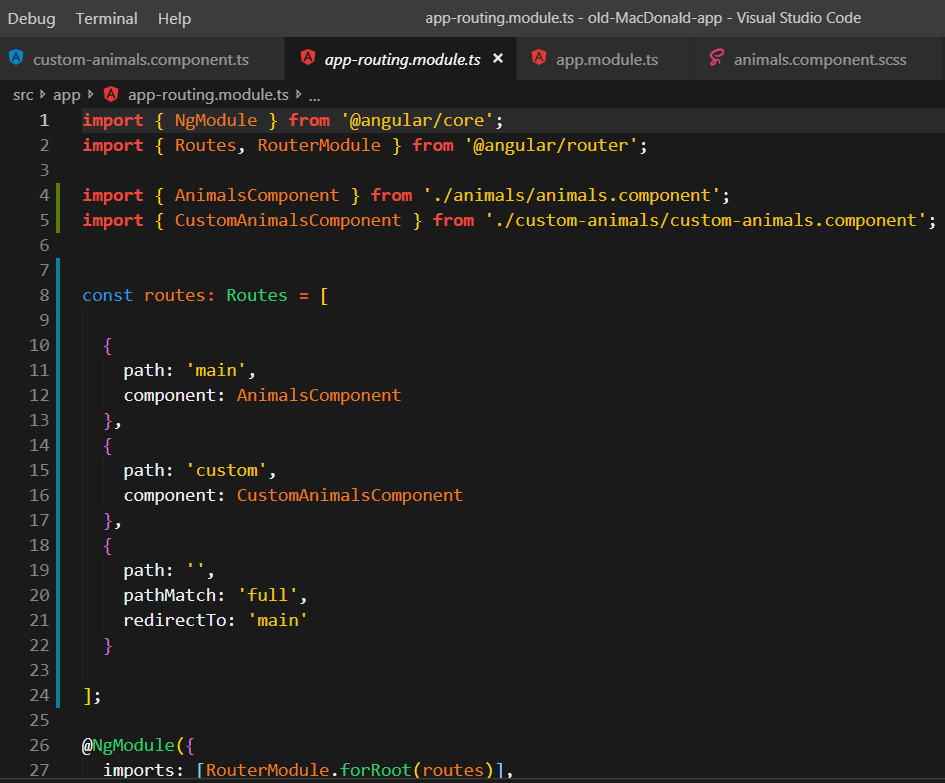 Debug Terminal Help app-routing.module.ts - old-MacDonald-app - Visual Studio Code
custom-animals.component.ts app-routing.module.ts × app.module.ts animals.component.scss
src > app > app-routing.module.ts > ...
1 import { NgModule } from '@angular/core';
2 import { Routes, RouterModule } from '@angular/router';
3
4 import { AnimalsComponent } from './animals/animals.component';
5 import { CustomAnimalsComponent } from './custom-animals/custom-animals.component';
6
7
8 const routes: Routes = [
9
10 {
11 path: 'main',
12 component: AnimalsComponent
13 },
14 {
15 path: 'custom',
16 component: CustomAnimalsComponent
17 },
18 {
19 path: '',
20 pathMatch: 'full',
21 redirectTo: 'main'
22 }
23
24 ];
25
26 @NgModule({
27 imports: [RouterModule.forRoot(routes)],